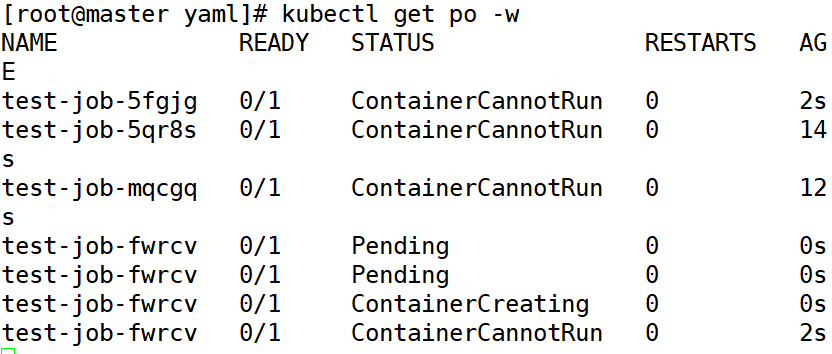 [root@master yaml]# kubectl get po -w
NAME             READY   STATUS               RESTARTS   AG
E
test-job-5fgjg   0/1     ContainerCannotRun   0          2s
test-job-5qr8s   0/1     ContainerCannotRun   0          14
s
test-job-mqcgq   0/1     ContainerCannotRun   0          12
s
test-job-fwrcv   0/1     Pending              0          0s
test-job-fwrcv   0/1     Pending              0          0s
test-job-fwrcv   0/1     ContainerCreating    0          0s
test-job-fwrcv   0/1     ContainerCannotRun   0          2s